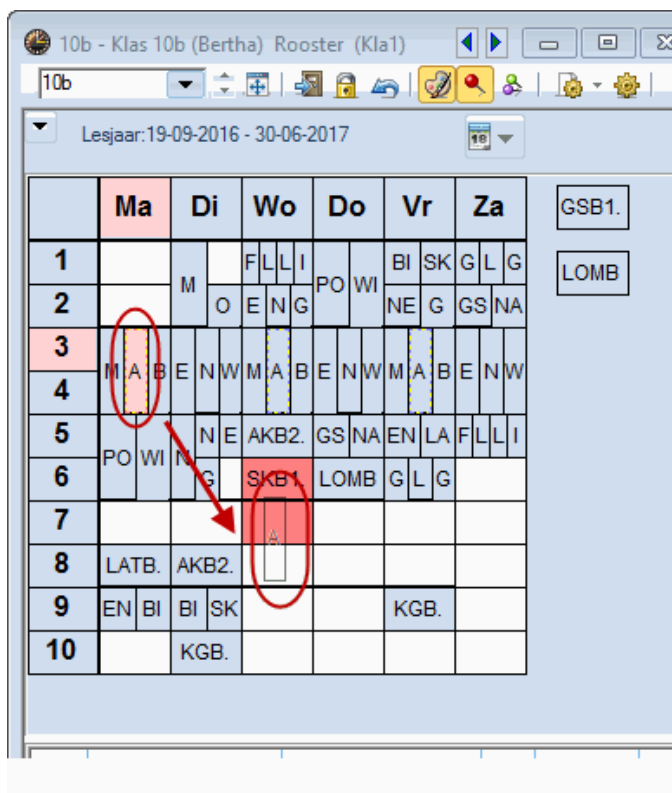 10b - Klas 10b (Bertha) Rooster (Kla1)
10b
Lesjaar:19-09-2016 - 30-06-2017
18
Ma Di Wo Do Vr Za GSB1.
1 M F L L I PO WI BI SK G L G LOMB
2 O E N G NE G GS NA
3 M A B E N W M A B E N W M A B E N W
4
5 PO WI N N E AKB2. GS NA EN LA F L L I
6 G SKB1. LOMB G L G
7 A.
8 LATB. AKB2.
9 EN BI BI SK KGB.
10 KGB.